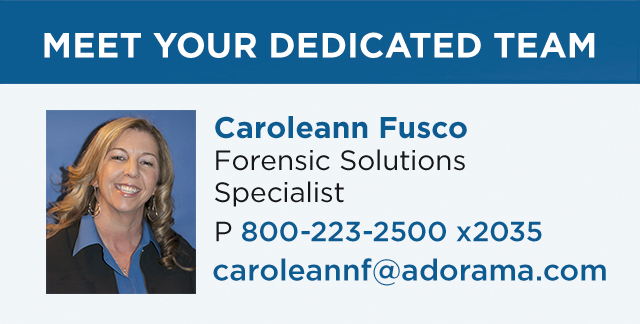 MEET YOUR DEDICATED TEAM
Caroleann Fusco
Forensic Solutions
Specialist
P 800-223-2500 x2035
caroleannf@adorama.com